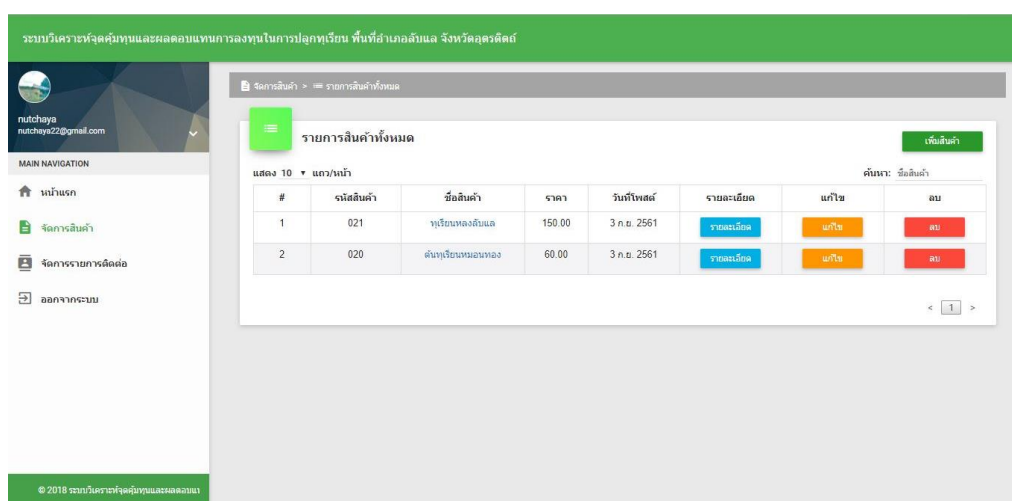 ระบบวิเคราะห์จุดคุ้มทุนและผลตอบแทนการลงทุนในการปลูกทุเรียน พื้นที่อำเภอลับแล จังหวัดอุตรดิตถ์
nutchaya
nutchaya22@gmail.com
MAIN NAVIGATION
หน้าแรก
จัดการสินค้า
จัดการรายการติดต่อ
ออกจากระบบ
© 2018 ระบบวิเคราะห์จุดคุ้มทุนและผลตอบแท
จัดการสินค้า > รายการสินค้าทั้งหมด
รายการสินค้าทั้งหมด
เพิ่มสินค้า
แสดง 10 แถว/หน้า ค้นหา: ชื่อสินค้า
# รหัสสินค้า ชื่อสินค้า ราคา วันที่โพสต์ รายละเอียด แก้ไข ลบ
1 021 ทุเรียนหลงลับแล 150.00 3 ก.ย. 2561 รายละเอียด แก้ไข ลบ
2 020 ต้นทุเรียนหมอนทอง 60.00 3 ก.ย. 2561 รายละเอียด แก้ไข ลบ
< 1 >